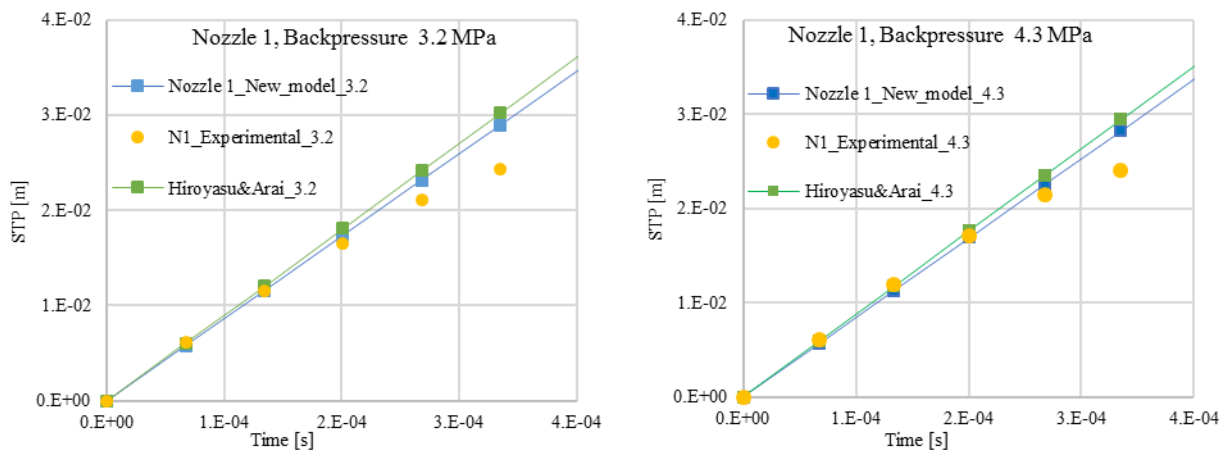 Nozzle 1, Backpressure 3.2 MPa
Nozzle 1_New_model_3.2
N1_Experimental_3.2
Hiroyasu&Arai_3.2
STP [m]
4.E-02
3.E-02
2.E-02
1.E-02
0.E+00
0.E+00 1.E-04 2.E-04 3.E-04 4.E-04
Time [s]
Nozzle 1, Backpressure 4.3 MPa
Nozzle 1_New_model_4.3
N1_Experimental_4.3
Hiroyasu&Arai_4.3
STP [m]
4.E-02
3.E-02
2.E-02
1.E-02
0.E+00
0.E+00 1.E-04 2.E-04 3.E-04 4.E-04
Time [s]